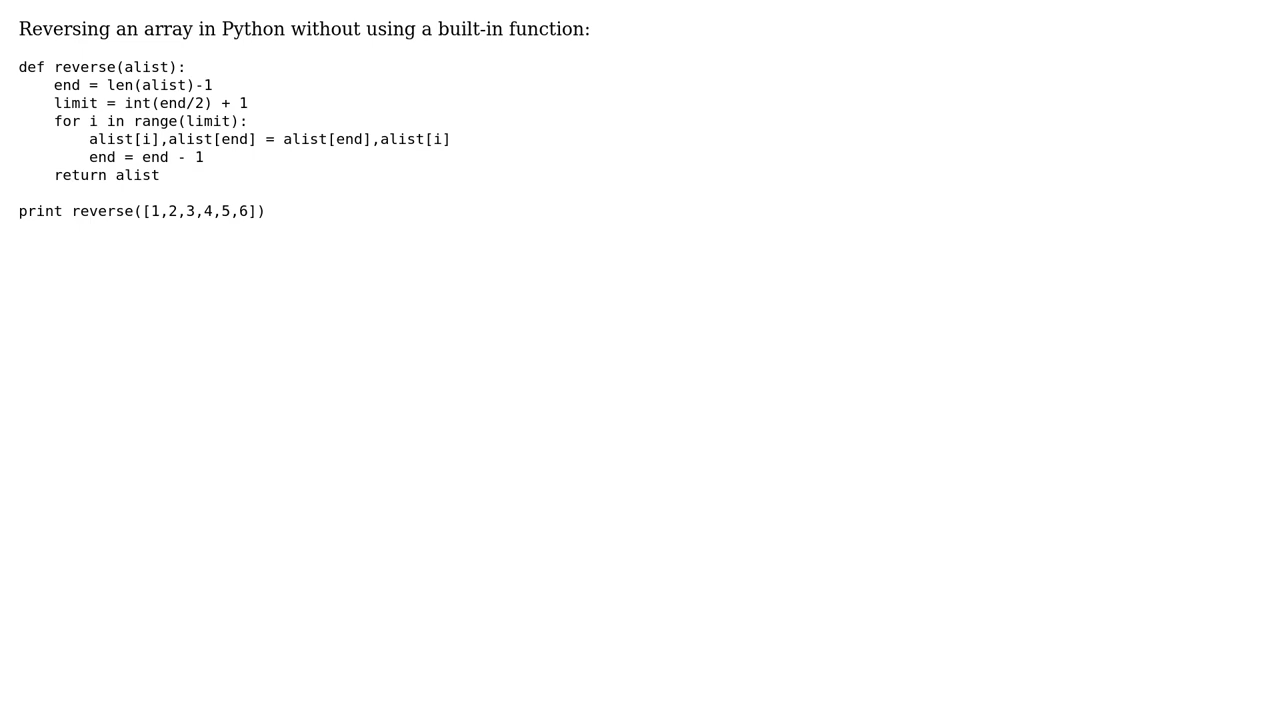 Reversing an array in Python without using a built-in function:
def reverse(alist):
    end = len(alist)-1
    limit = int(end/2) + 1
    for i in range(limit):
        alist[i],alist[end] = alist[end],alist[i]
        end = end - 1
    return alist
print reverse([1,2,3,4,5,6])